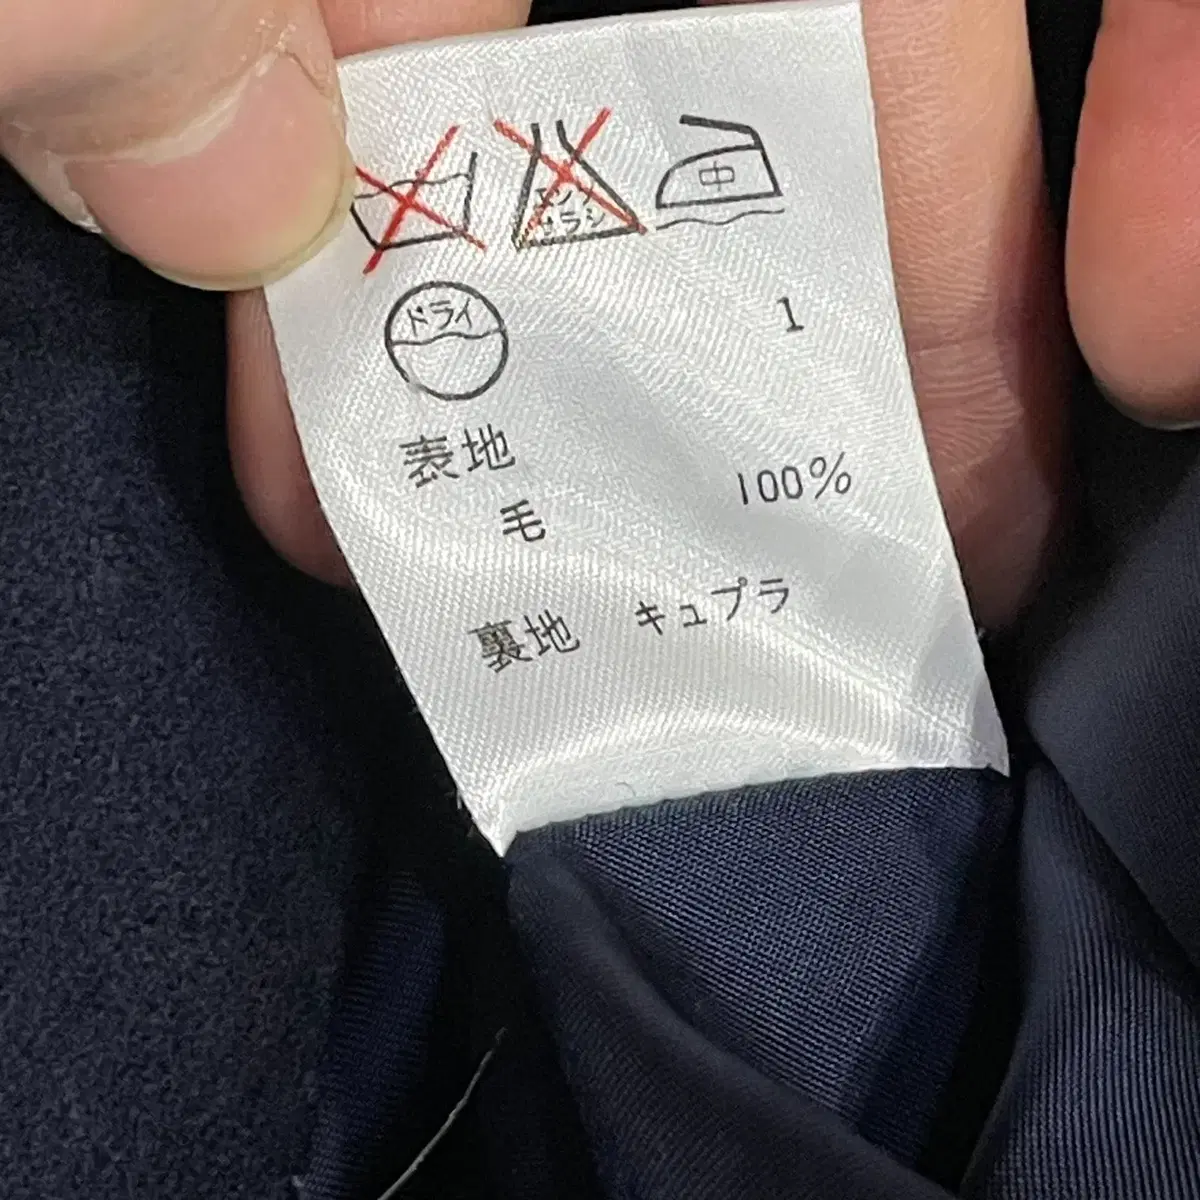 エンソ
サラシ
中
ドライ
1
表地
毛 100%
裏地 キュプラ